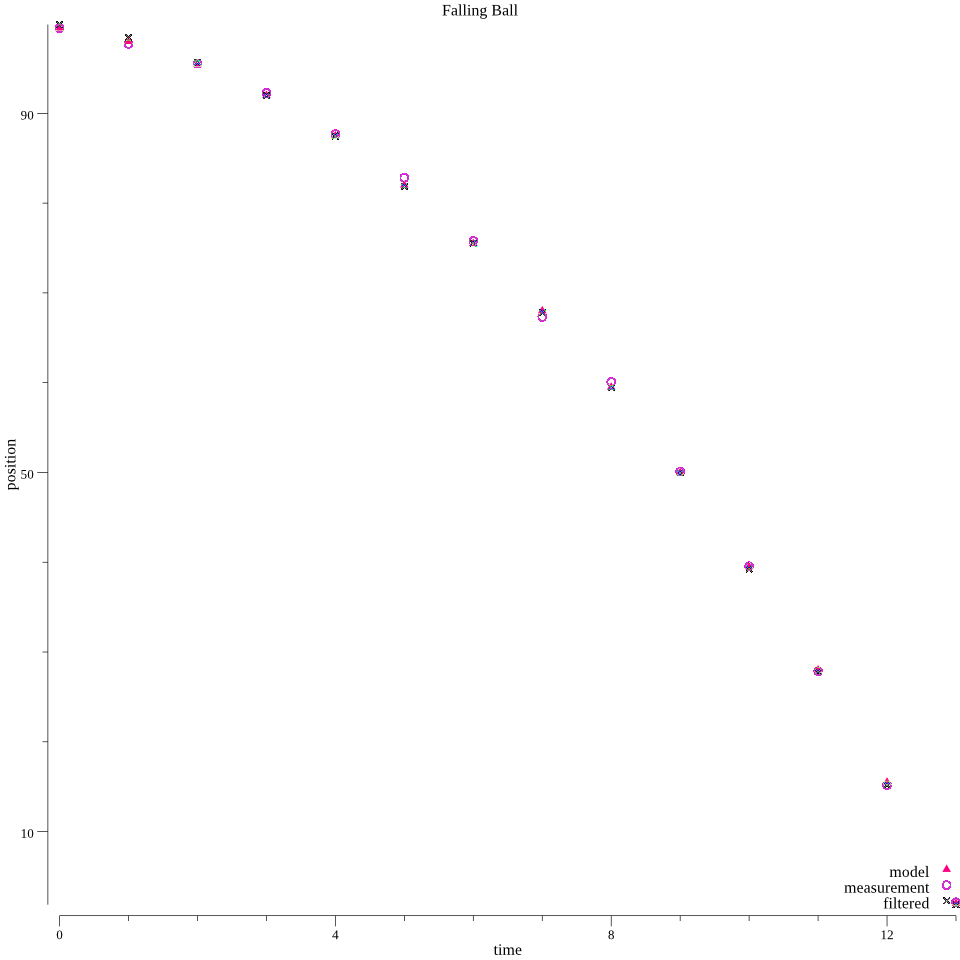 Falling Ball
90
50
10
position
model
measurement
filtered
0 4 8 12
time